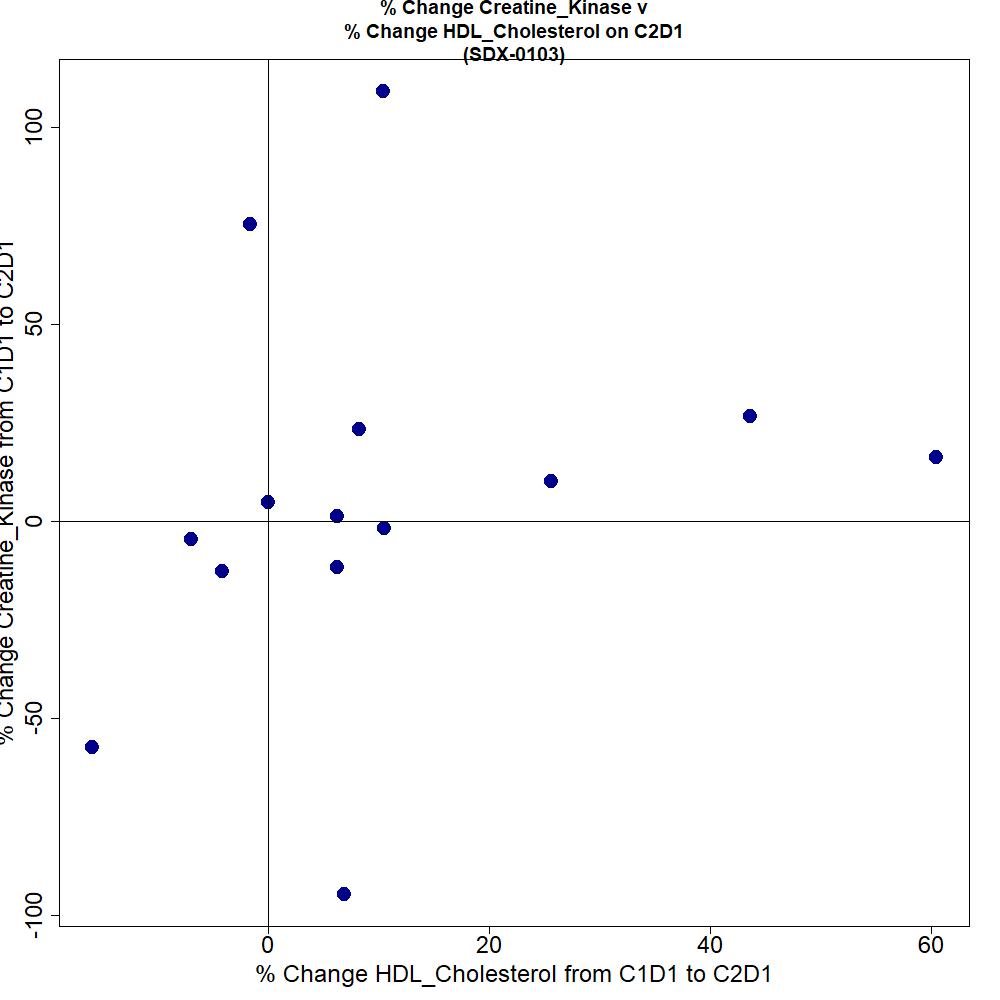 % Change Creatine_Kinase v
% Change HDL_Cholesterol on C2D1
(SDX-0103)
% Change Creatine_Kinase from C1D1 to C2D1
100
50
0
-50
-100
0 20 40 60
% Change HDL_Cholesterol from C1D1 to C2D1